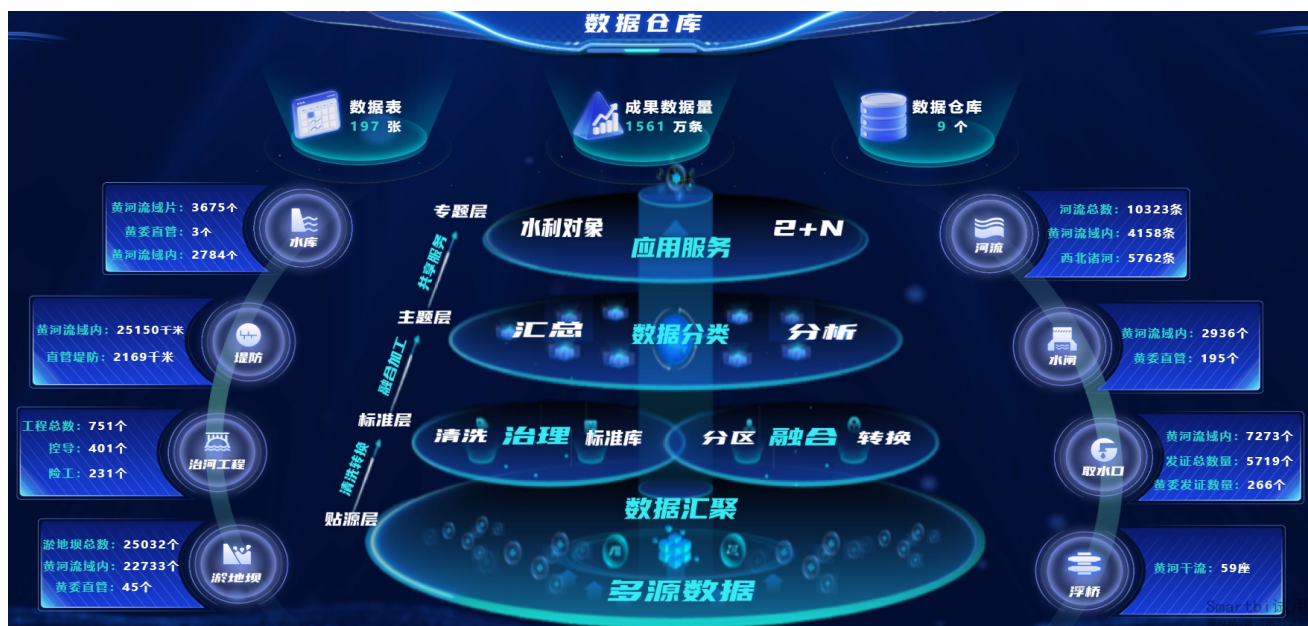 数据仓库
数据表
197 张
成果数据量
1561 万条
数据仓库
9 个
黄河流域片：3675个
黄委直管：3个
黄河流域内：2784个
水库
黄河流域内：25150千米
直管堤防：2169千米
堤防
工程总数：751个
控导：401个
险工：231个
治河工程
淤地坝总数：25032个
黄河流域内：22733个
黄委直管：45个
淤地坝
专题层
共享服务
主题层
融合加工
标准层
清洗转换
贴源层
水利对象
2+N
应用服务
汇总
数据分类
分析
清洗
治理
标准库
分区
融合
转换
数据汇聚
多源数据
河流总数：10323条
黄河流域内：4158条
西北诸河：5762条
河流
黄河流域内：2936个
黄委直管：195个
水闸
黄河流域内：7273个
发证总数量：5719个
黄委发证数量：266个
取水口
黄河干流：59座
浮桥
Smartbi试